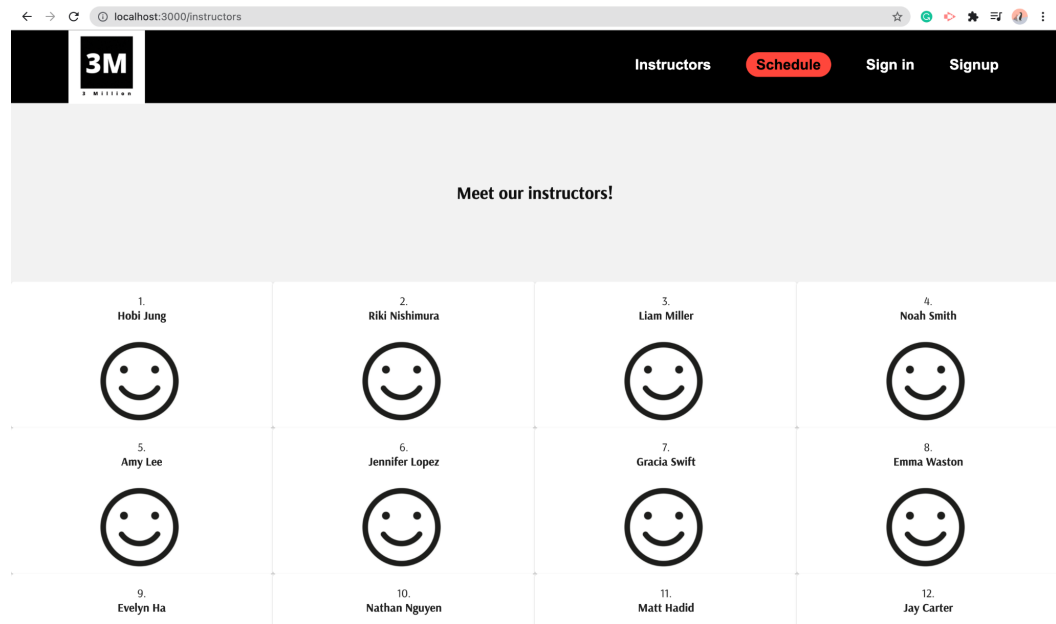 localhost:3000/instructors
3M
3 Million
Instructors Schedule Sign in Signup
Meet our instructors!
1. 2. 3. 4.
Hobi Jung Riki Nishimura Liam Miller Noah Smith
5. 6. 7. 8.
Amy Lee Jennifer Lopez Gracia Swift Emma Waston
9. 10. 11. 12.
Evelyn Ha Nathan Nguyen Matt Hadid Jay Carter